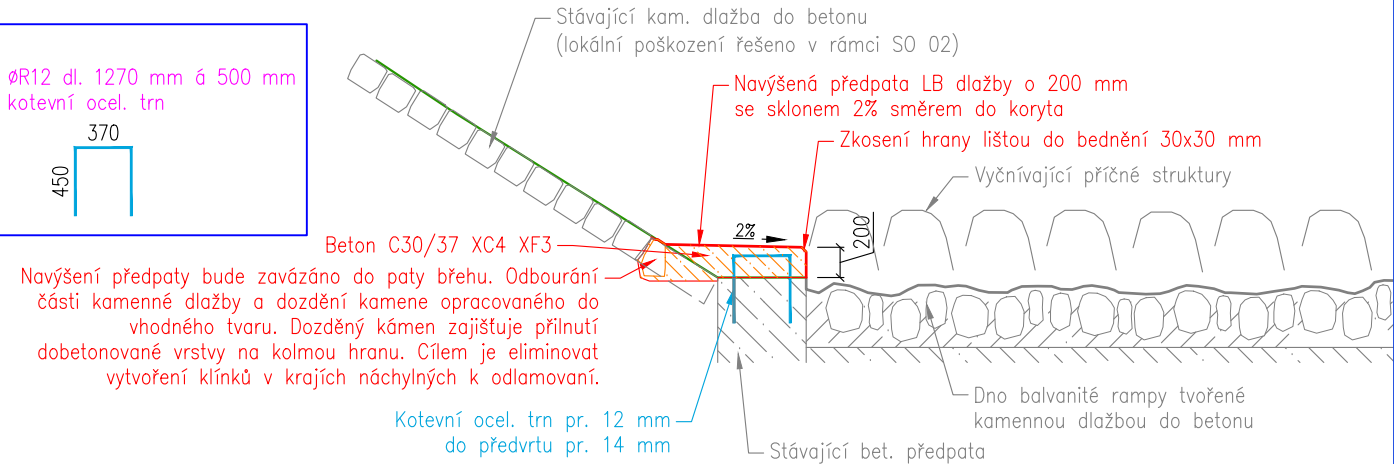 Stávající kam. dlažba do betonu
(lokální poškození řešeno v rámci SO 02)
øR12 dl. 1270 mm á 500 mm
kotevní ocel. trn
370
450
Navýšená předpata LB dlažby o 200 mm
se sklonem 2% směrem do koryta
Zkosení hrany lištou do bednění 30x30 mm
Vyčnívající příčné struktury
2%
200
Beton C30/37 XC4 XF3
Navýšení předpaty bude zavázáno do paty břehu. Odbourání
části kamenné dlažby a dozdění kamene opracovaného do
vhodného tvaru. Dozděný kámen zajišťuje přilnutí
dobetonované vrstvy na kolmou hranu. Cílem je eliminovat
vytvoření klínků v krajích náchylných k odlamovaní.
Kotevní ocel. trn pr. 12 mm
do předvrtu pr. 14 mm
Dno balvanité rampy tvořené
kamennou dlažbou do betonu
Stávající bet. předpata